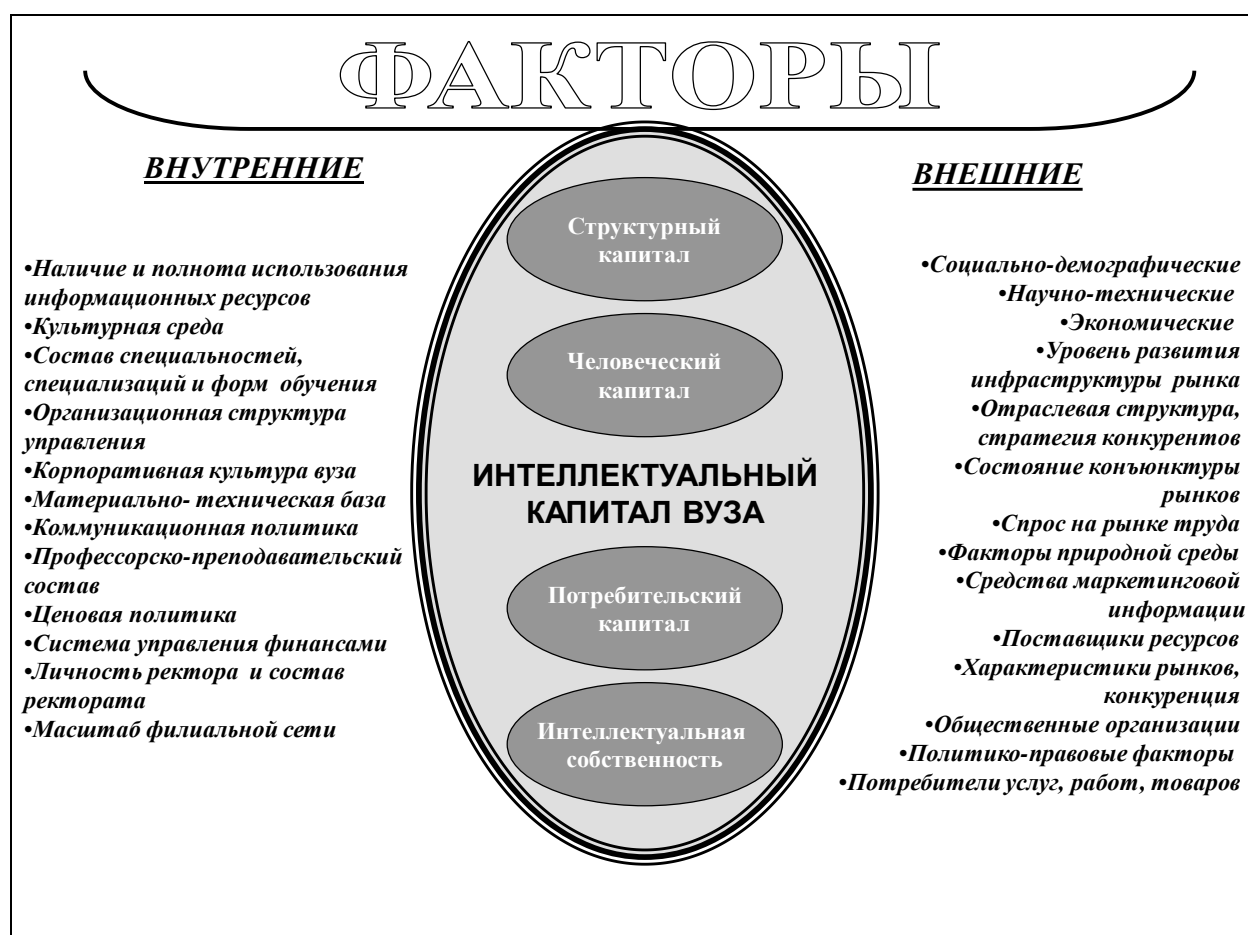 ФАКТОРЫ
ВНУТРЕННИЕ
•Наличие и полнота использования
информационных ресурсов
•Культурная среда
•Состав специальностей,
специализаций и форм обучения
•Организационная структура
управления
•Корпоративная культура вуза
•Материально- техническая база
•Коммуникационная политика
•Профессорско-преподавательский
состав
•Ценовая политика
•Система управления финансами
•Личность ректора и состав
ректората
•Масштаб филиальной сети
Структурный
капитал
Человеческий
капитал
ИНТЕЛЛЕКТУАЛЬНЫЙ
КАПИТАЛ ВУЗА
Потребительский
капитал
Интеллектуальная
собственность
ВНЕШНИЕ
•Социально-демографические
•Научно-технические
•Экономические
•Уровень развития
инфраструктуры рынка
•Отраслевая структура,
стратегия конкурентов
•Состояние конъюнктуры
рынков
•Спрос на рынке труда
•Факторы природной среды
•Средства маркетинговой
информации
•Поставщики ресурсов
•Характеристики рынков,
конкуренция
•Общественные организации
•Политико-правовые факторы
•Потребители услуг, работ, товаров